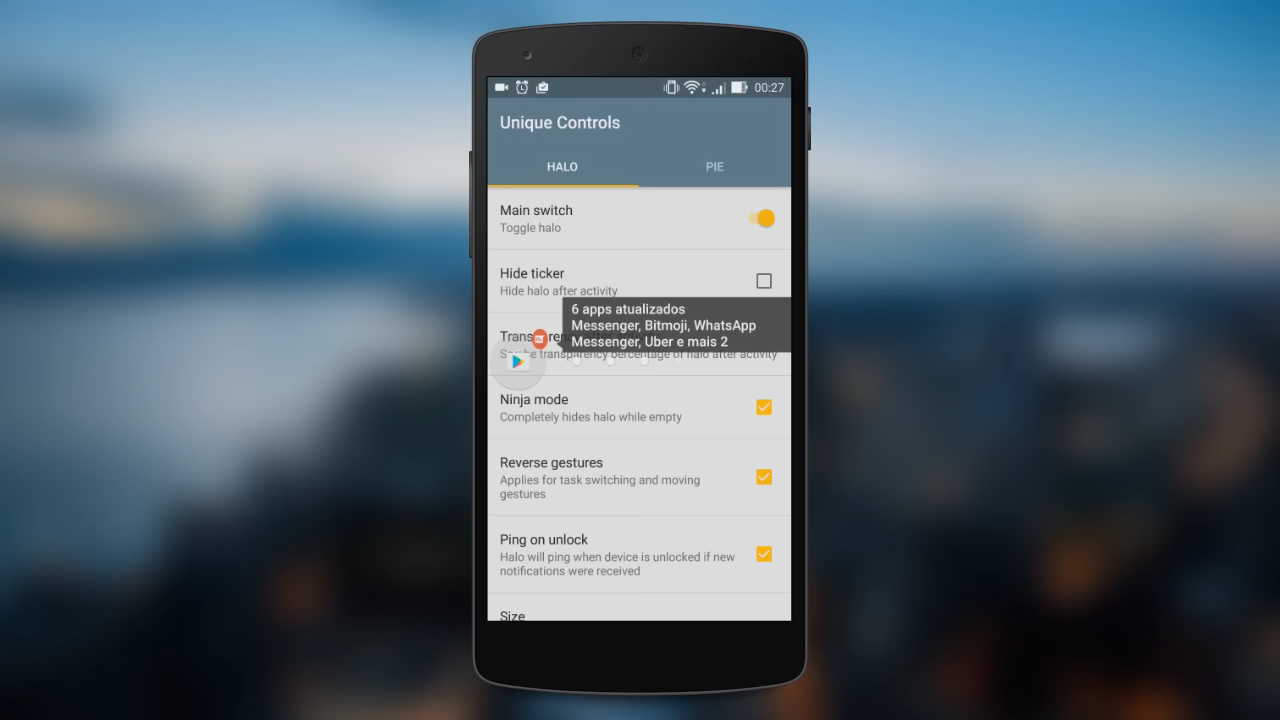 00:27
Unique Controls
HALO
PIE
Main switch
Toggle halo
Hide ticker
Hide halo after activity
6 apps atualizados
Messenger, Bitmoji, WhatsApp
Messenger, Uber e mais 2
transparency percentage of halo after activity
Ninja mode
Completely hides halo while empty
Reverse gestures
Applies for task switching and moving
gestures
Ping on unlock
Halo will ping when device is unlocked if new
notifications were received
Size